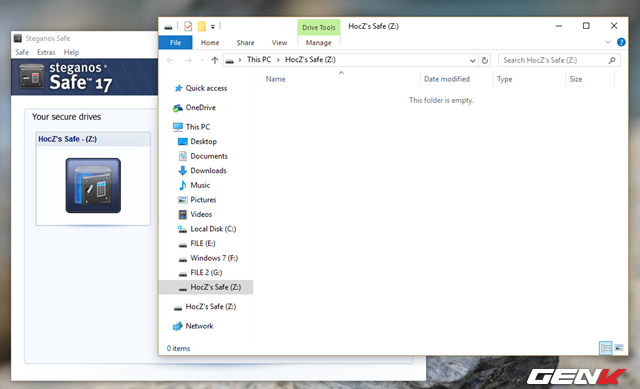 Steganos Safe
Safe Extras Help
steganos®
Safe™ 17
Your secure drives
HocZ's Safe - (Z:)
Drive Tools
HocZ's Safe (Z:)
File Home Share View Manage
This PC HocZ's Safe (Z:)
Search HocZ's Safe (Z:)
Name Date modified Type Size
This folder is empty.
Quick access
OneDrive
This PC
Desktop
Documents
Downloads
Music
Pictures
Videos
Local Disk (C:)
FILE (E:)
Windows 7 (F:)
FILE 2 (G:)
HocZ's Safe (Z:)
HocZ's Safe (Z:)
Network
0 items
GENK